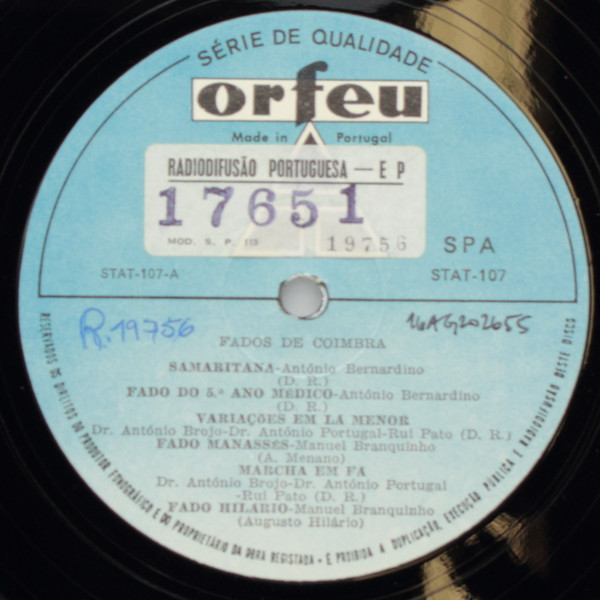 SÉRIE DE QUALIDADE
orfeu
Made in Portugal
RADIODIFUSÃO PORTUGUESA — E P
17651
MOD. S. P. 113 19756
SPA
STAT-107-A
STAT-107
R.19756
16AG202655
FADOS DE COIMBRA
SAMARITANA-António Bernardino
(D. R.)
FADO DO 5.º ANO MÉDICO-António Bernardino
(D. R.)
VARIAÇÕES EM LA MENOR
Dr. António Brojo-Dr. António Portugal-Rui Pato (D. R.)
FADO MANASSÉS-Manuel Branquinho
(A. Menano)
MARCHA EM FA
Dr. António Brojo-Dr. António Portugal
-Rui Pato (D. R.)
FADO HILÁRIO-Manuel Branquinho
(Augusto Hilário)
RESERVADOS OS DIREITOS DO PRODUTOR FONOGRÁFICO E DO PROPRIETÁRIO DA OBRA REGISTADA - É PROIBIDA A DUPLICAÇÃO, EXECUÇÃO PÚBLICA E RADIODIFUSÃO DESTE DISCO